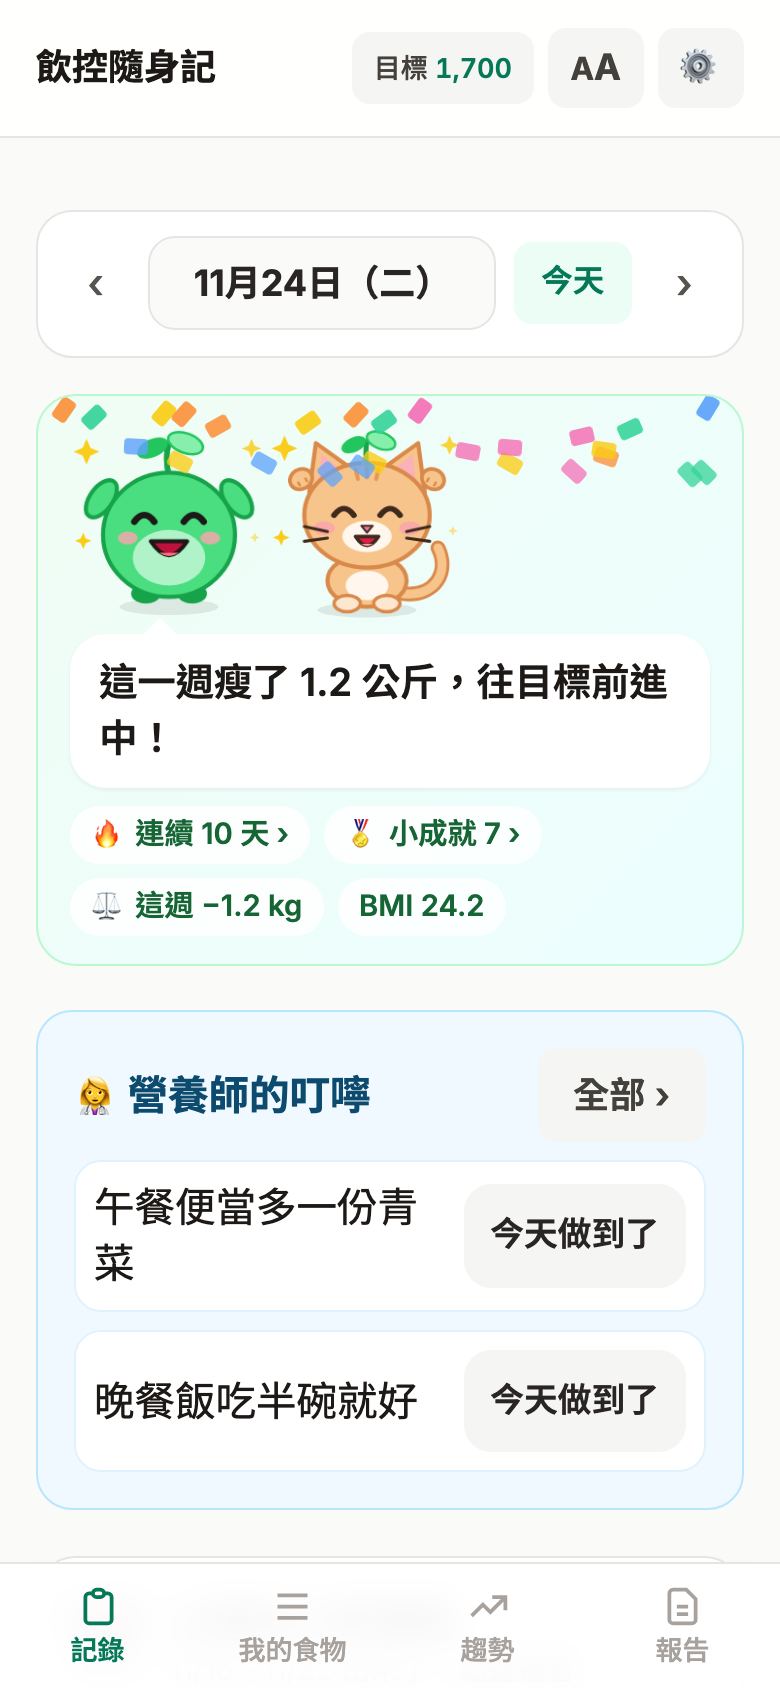 飲控隨身記
目標 1,700
AA
‹
11月24日（二）
今天
›
這一週瘦了 1.2 公斤，往目標前進
中！
連續 10 天 ›
小成就 7 ›
這週 −1.2 kg
BMI 24.2
營養師的叮嚀
全部 ›
午餐便當多一份青
菜
今天做到了
晚餐飯吃半碗就好
今天做到了
記錄
我的食物
趨勢
報告